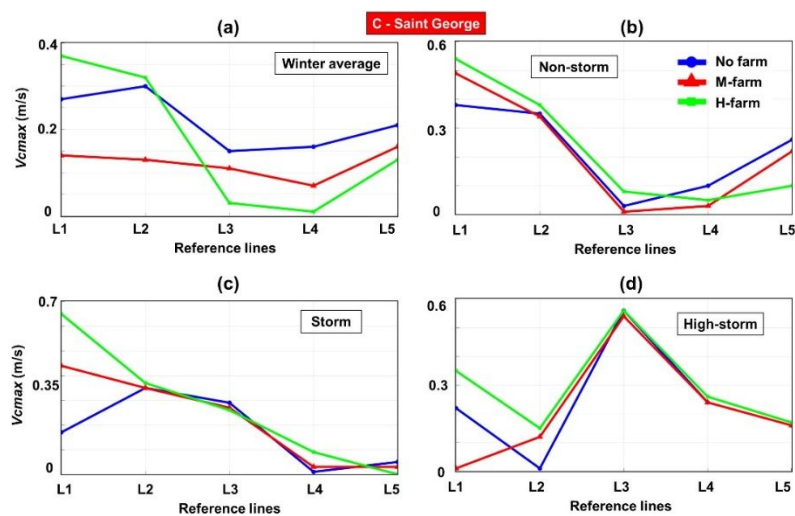 C - Saint George
(a)
0.4
0.2
0
Vcmax (m/s)
Winter average
L1 L2 L3 L4 L5
Reference lines
(b)
0.6
0.3
0
Non-storm
No farm
M-farm
H-farm
L1 L2 L3 L4 L5
Reference lines
(c)
0.7
0.35
0
Vcmax (m/s)
Storm
L1 L2 L3 L4 L5
Reference lines
(d)
0.6
0.3
0
High-storm
L1 L2 L3 L4 L5
Reference lines